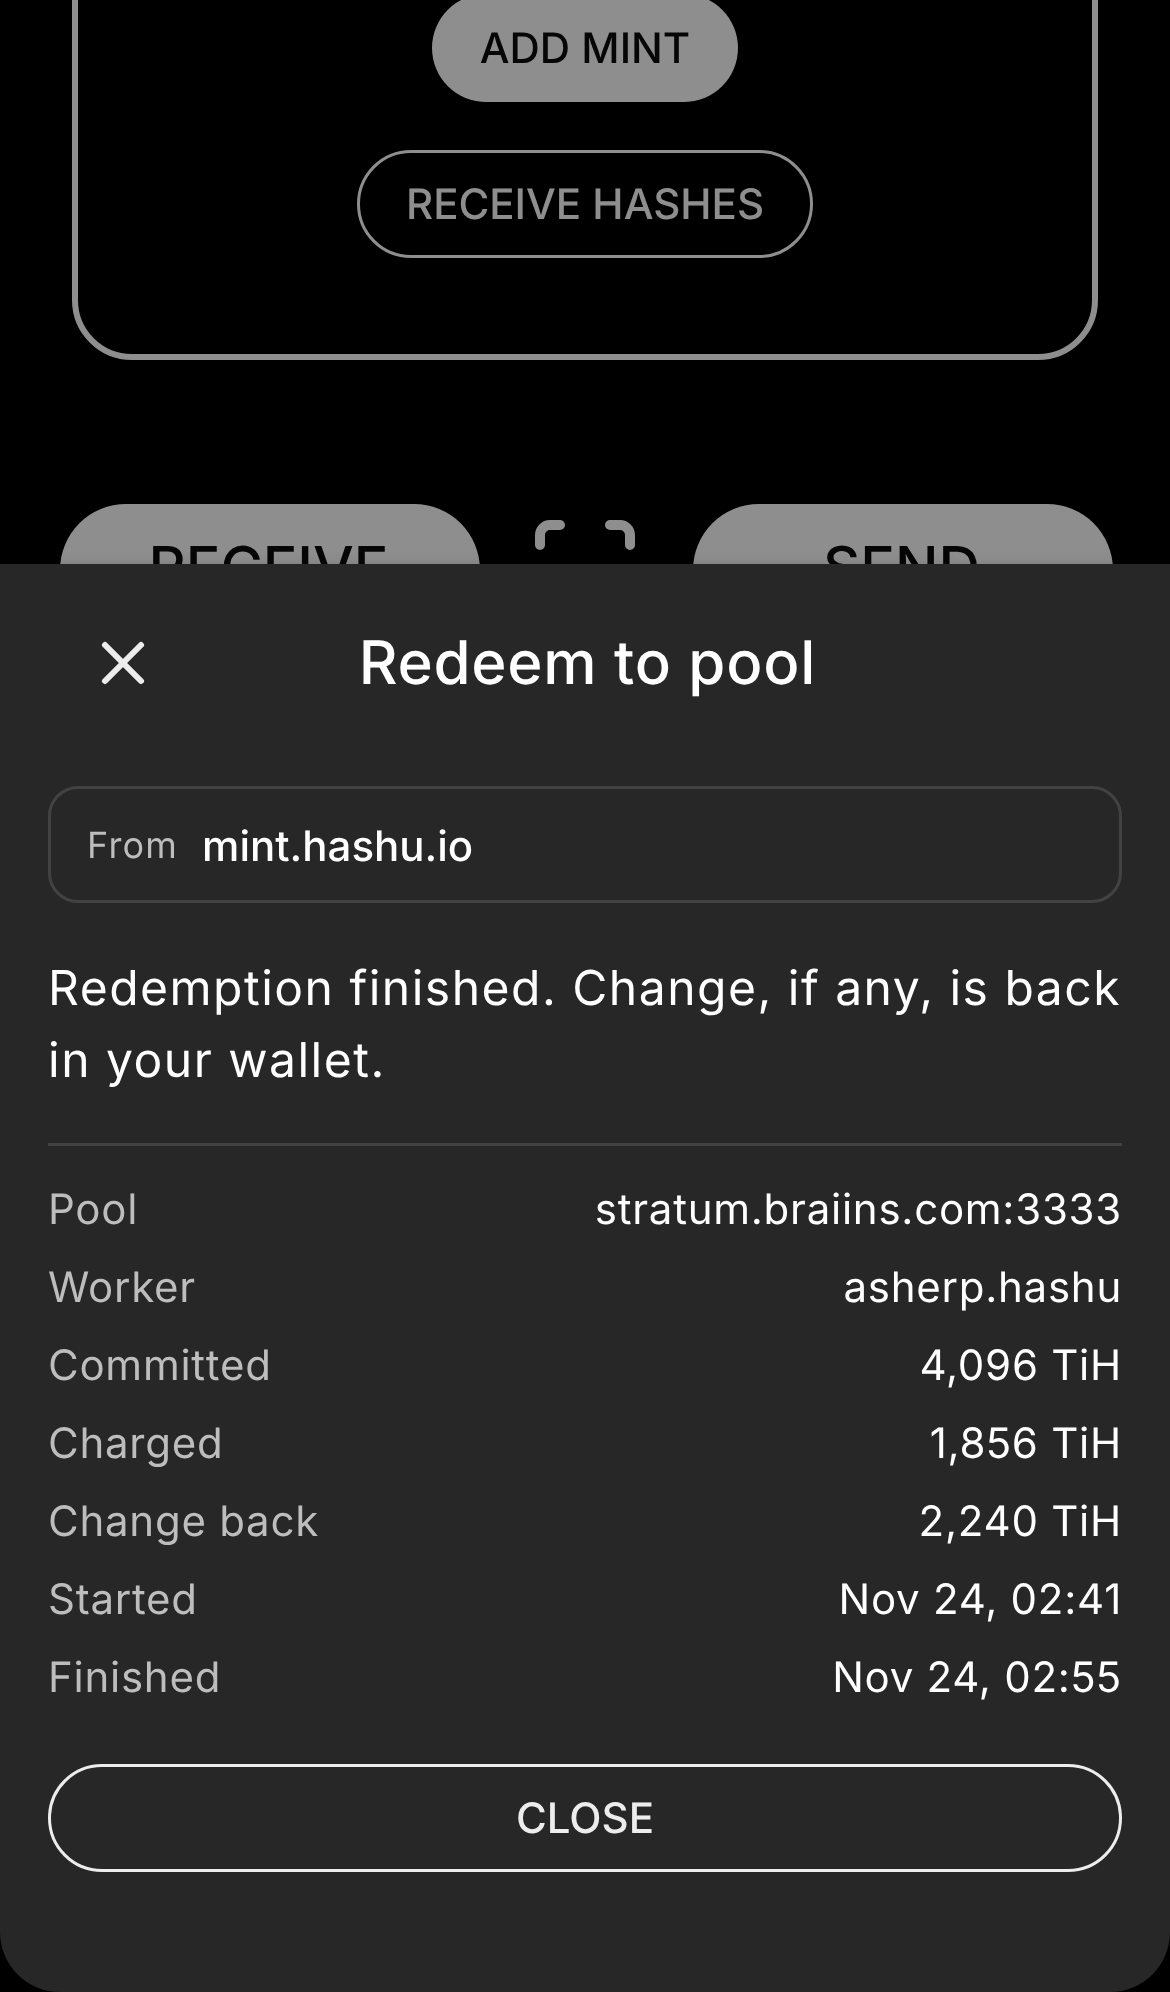 ADD MINT
RECEIVE HASHES
RECEIVE SEND
Redeem to pool
From mint.hashu.io
Redemption finished. Change, if any, is back
in your wallet.
Pool stratum.braiins.com:3333
Worker asherp.hashu
Committed 4,096 TiH
Charged 1,856 TiH
Change back 2,240 TiH
Started Nov 24, 02:41
Finished Nov 24, 02:55
CLOSE